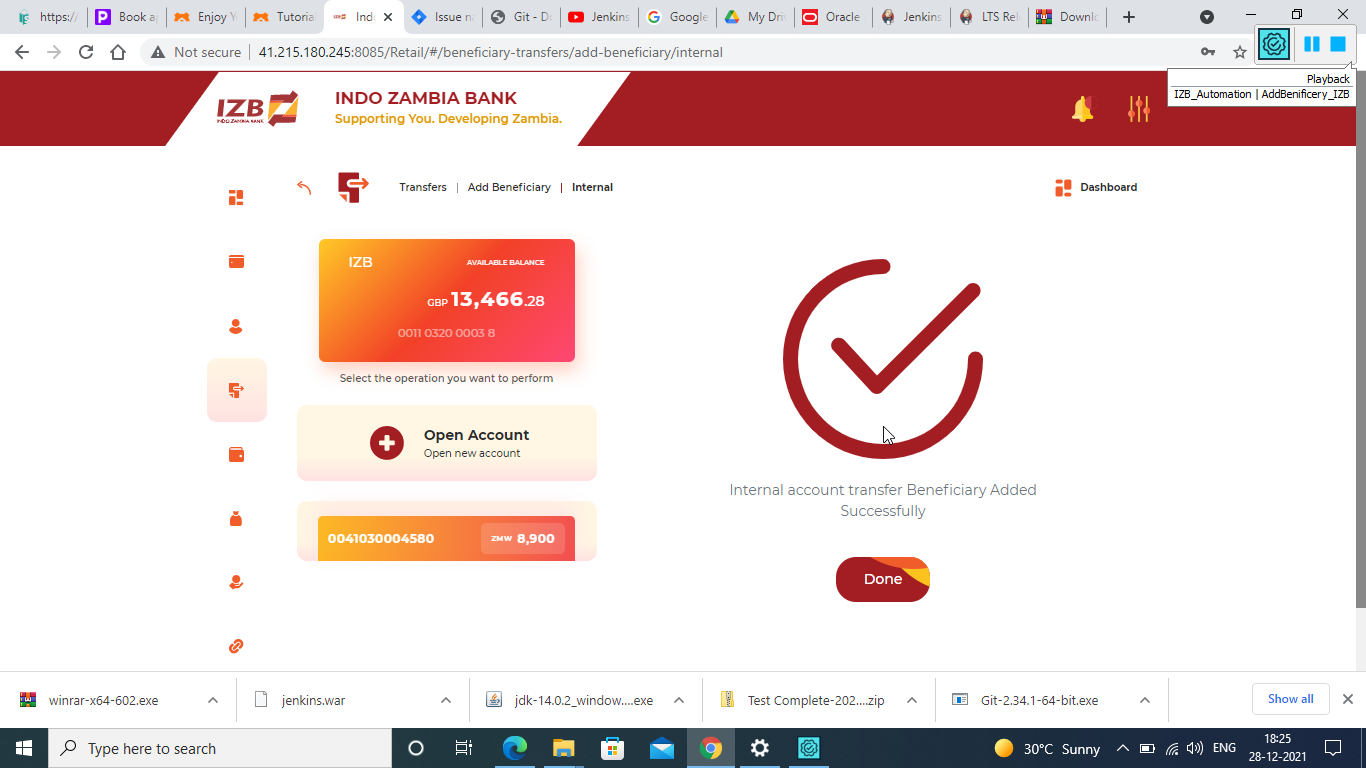 https:/
Book a
Enjoy Y
Tutoria
Ind
Issue n
Git - D
Jenkins
Google
My Dri
Oracle
Jenkins
LTS Rel
Downlo
Not secure
41.215.180.245:8085/Retail/#/beneficiary-transfers/add-beneficiary/internal
Playback
IZB_Automation | AddBenificery_IZB
IZB
INDO ZAMBIA BANK
INDO ZAMBIA BANK
Supporting You. Developing Zambia.
Transfers | Add Beneficiary | Internal
Dashboard
IZB
AVAILABLE BALANCE
GBP 13,466.28
0011 0320 0003 8
Select the operation you want to perform
Open Account
Open new account
0041030004580
ZMW 8,900
Internal account transfer Beneficiary Added
Successfully
Done
winrar-x64-602.exe
jenkins.war
jdk-14.0.2_window....exe
Test Complete-202....zip
Git-2.34.1-64-bit.exe
Show all
Type here to search
30°C Sunny
ENG
18:25
28-12-2021